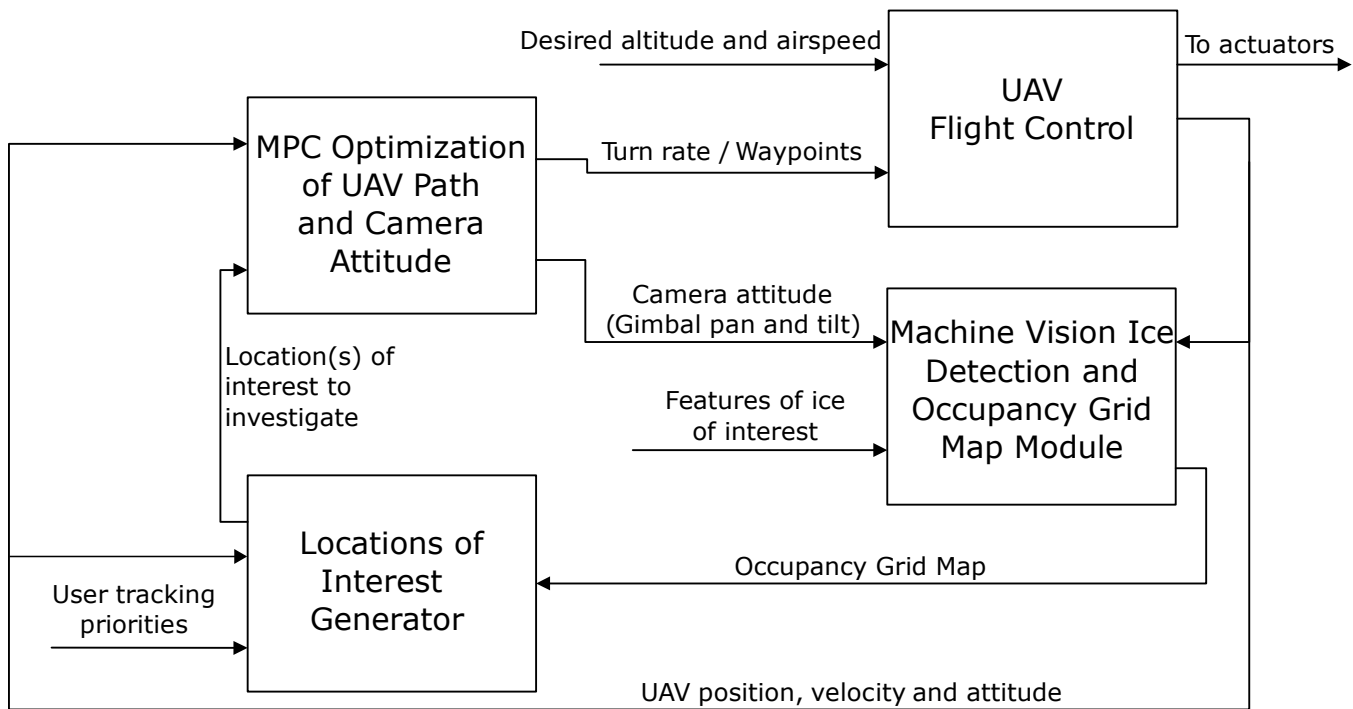 Desired altitude and airspeed
To actuators
UAV
Flight Control
MPC Optimization
of UAV Path
and Camera
Attitude
Turn rate / Waypoints
Camera attitude
(Gimbal pan and tilt)
Machine Vision Ice
Detection and
Occupancy Grid
Map Module
Location(s) of
interest to
investigate
Features of ice
of interest
Locations of
Interest
Generator
Occupancy Grid Map
User tracking
priorities
UAV position, velocity and attitude